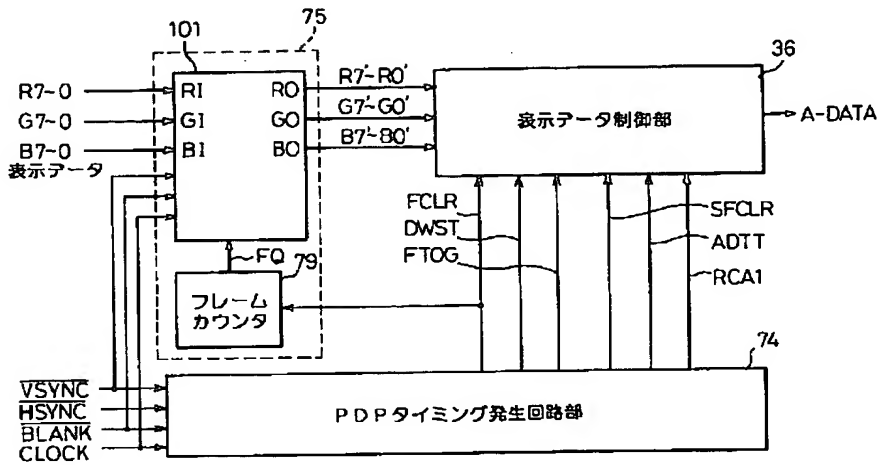 101
75
36
R7~0
RI
RO
R7'~R0'
G7~0
GI
GO
G7'~G0'
B7~0
BI
BO
B7'~B0'
表示データ
表示データ制御部
A-DATA
FQ
79
フレーム
カウンタ
FCLR
DWST
FTOG
SFCLR
ADTT
RCA1
74
VSYNC
HSYNC
BLANK
CLOCK
PDPタイミング発生回路部